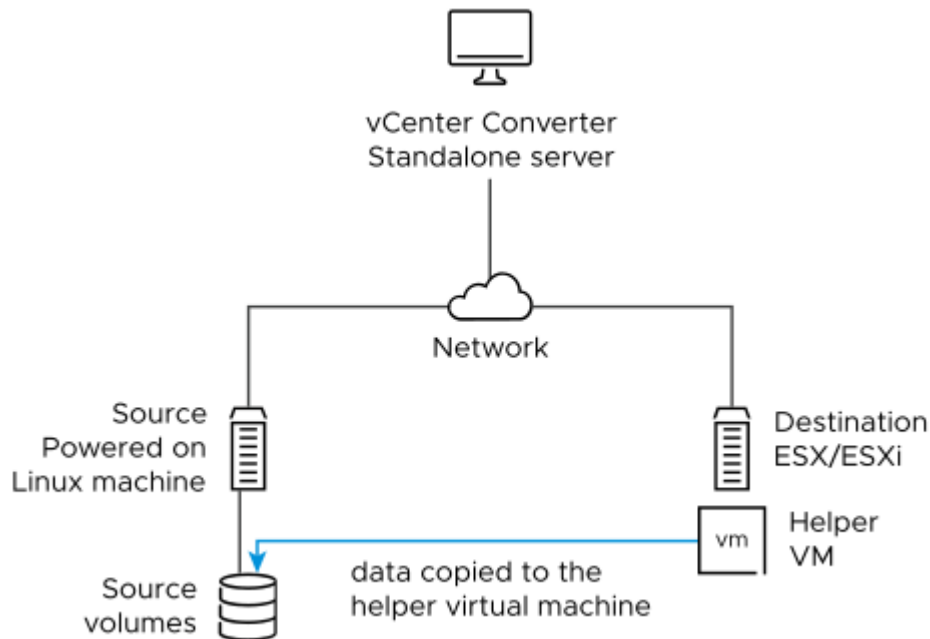 vCenter Converter
Standalone server
Network
Source
Powered on
Linux machine
Destination
ESX/ESXi
vm
Helper
VM
data copied to the
helper virtual machine
Source
volumes